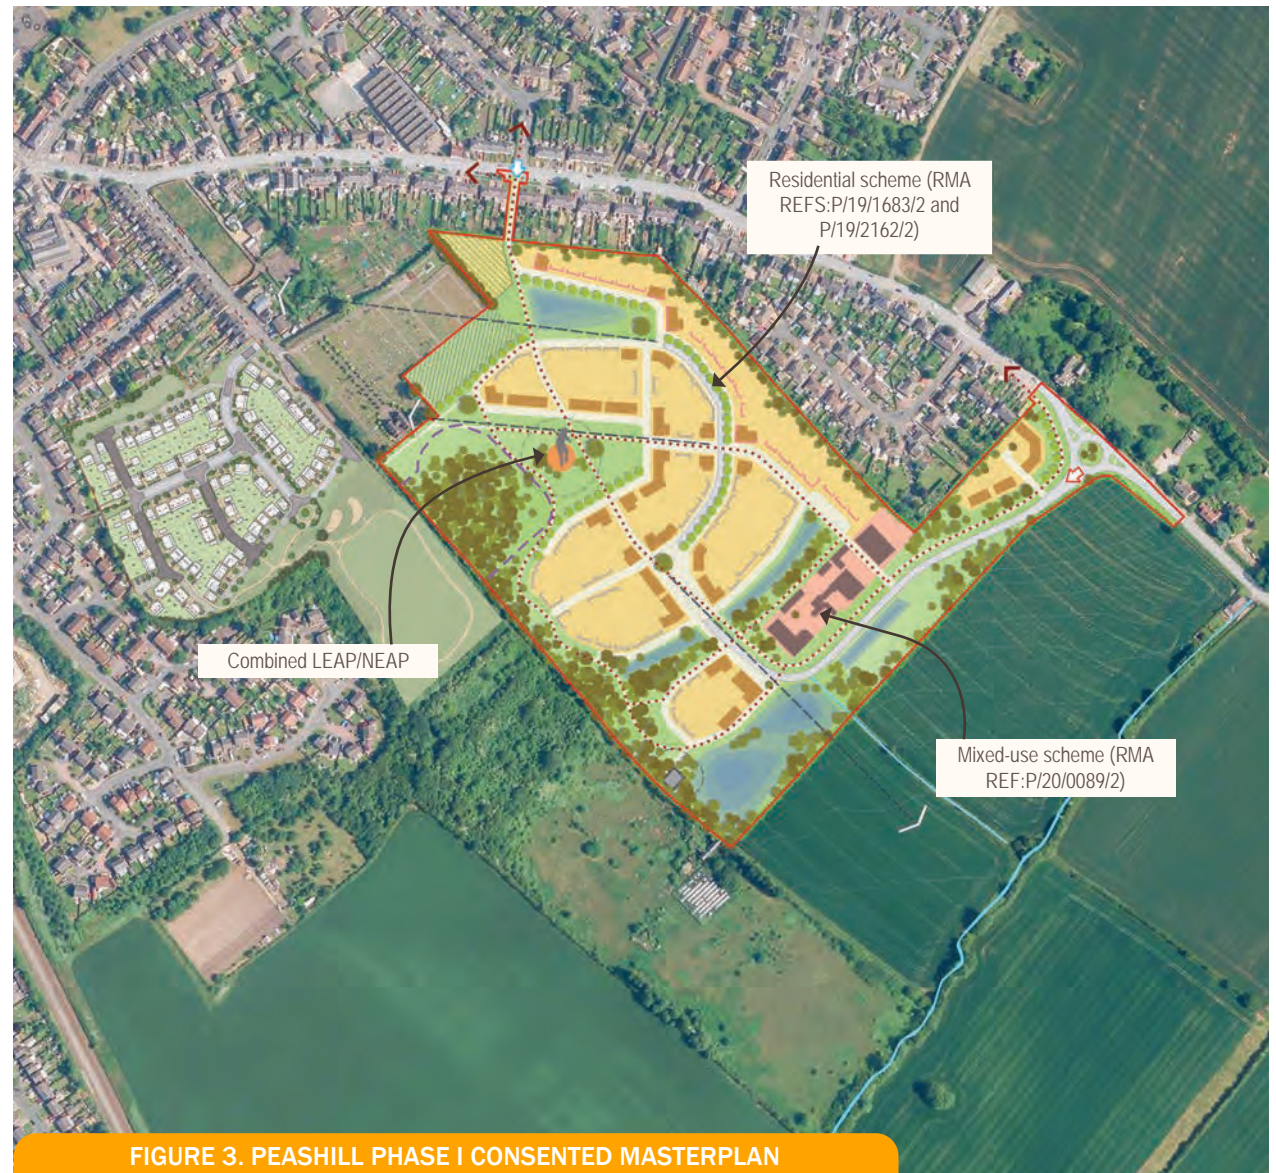 Residential scheme (RMA
REFS:P/19/1683/2 and
P/19/2162/2)
Combined LEAP/NEAP
Mixed-use scheme (RMA
REF:P/20/0089/2)
FIGURE 3. PEASHILL PHASE I CONSENTED MASTERPLAN